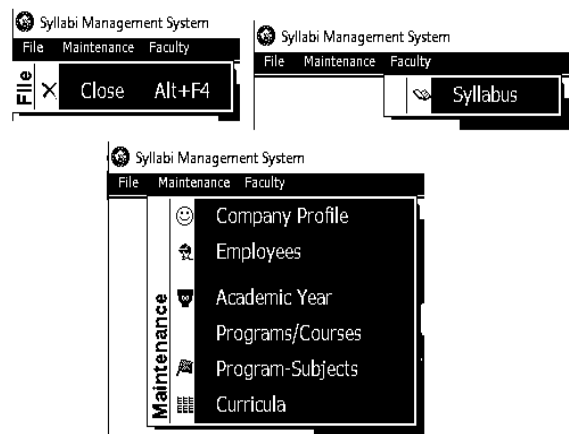 Syllabi Management System
File Maintenance Faculty
File
Close Alt+F4
Syllabi Management System
File Maintenance Faculty
Syllabus
Syllabi Management System
File Maintenance Faculty
Maintenance
Company Profile
Employees
Academic Year
Programs/Courses
Program-Subjects
Curricula